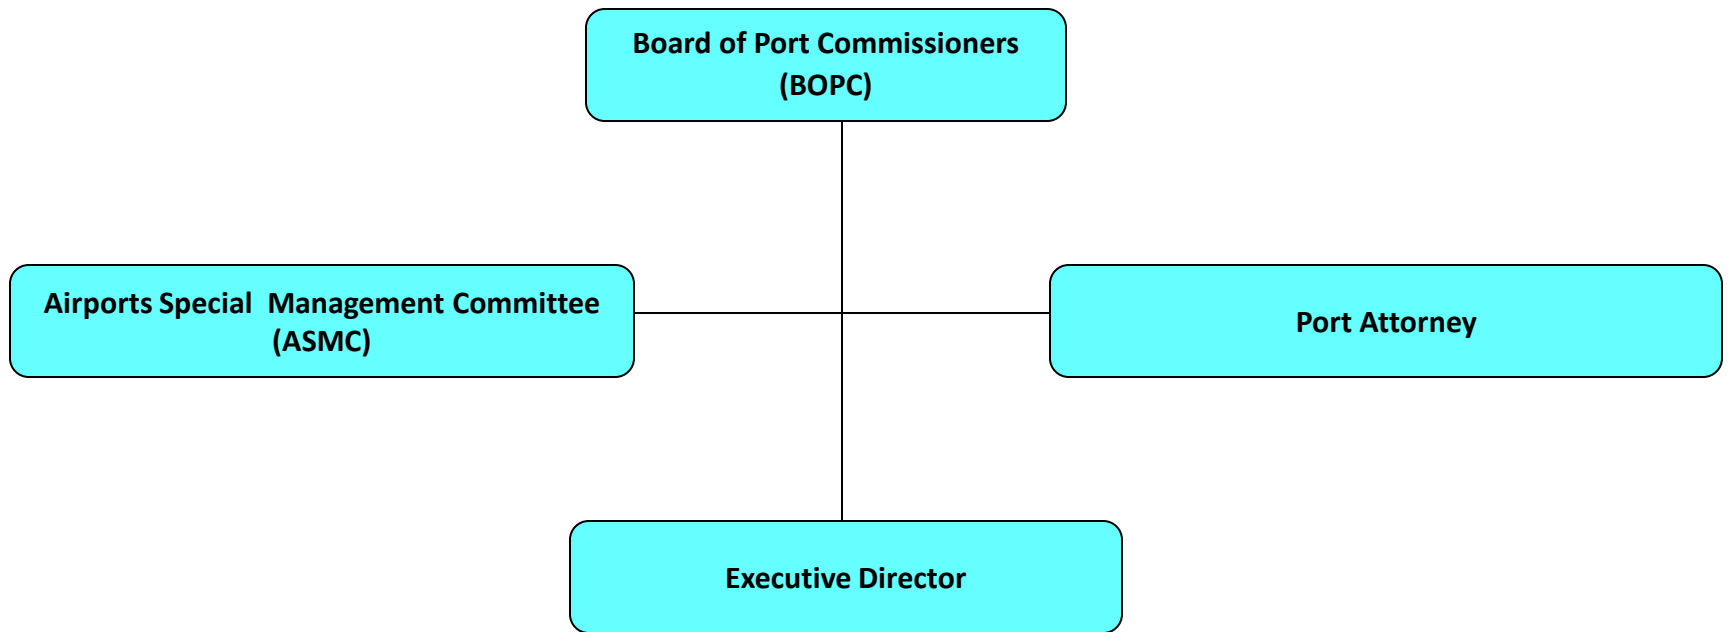 Board of Port Commissioners
(BOPC)
Airports Special  Management Committee
(ASMC)
Port Attorney
Executive Director